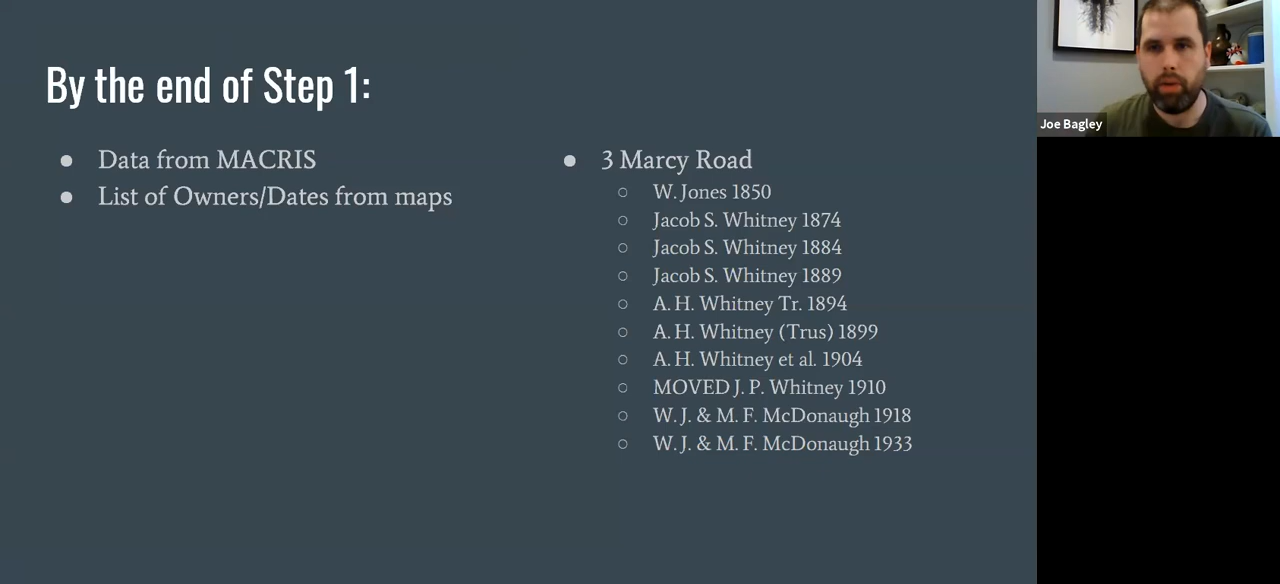 By the end of Step 1:
● Data from MACRIS
● List of Owners/Dates from maps
● 3 Marcy Road
○ W. Jones 1850
○ Jacob S. Whitney 1874
○ Jacob S. Whitney 1884
○ Jacob S. Whitney 1889
○ A. H. Whitney Tr. 1894
○ A. H. Whitney (Trus) 1899
○ A. H. Whitney et al. 1904
○ MOVED J. P. Whitney 1910
○ W. J. & M. F. McDonaugh 1918
○ W. J. & M. F. McDonaugh 1933
Joe Bagley